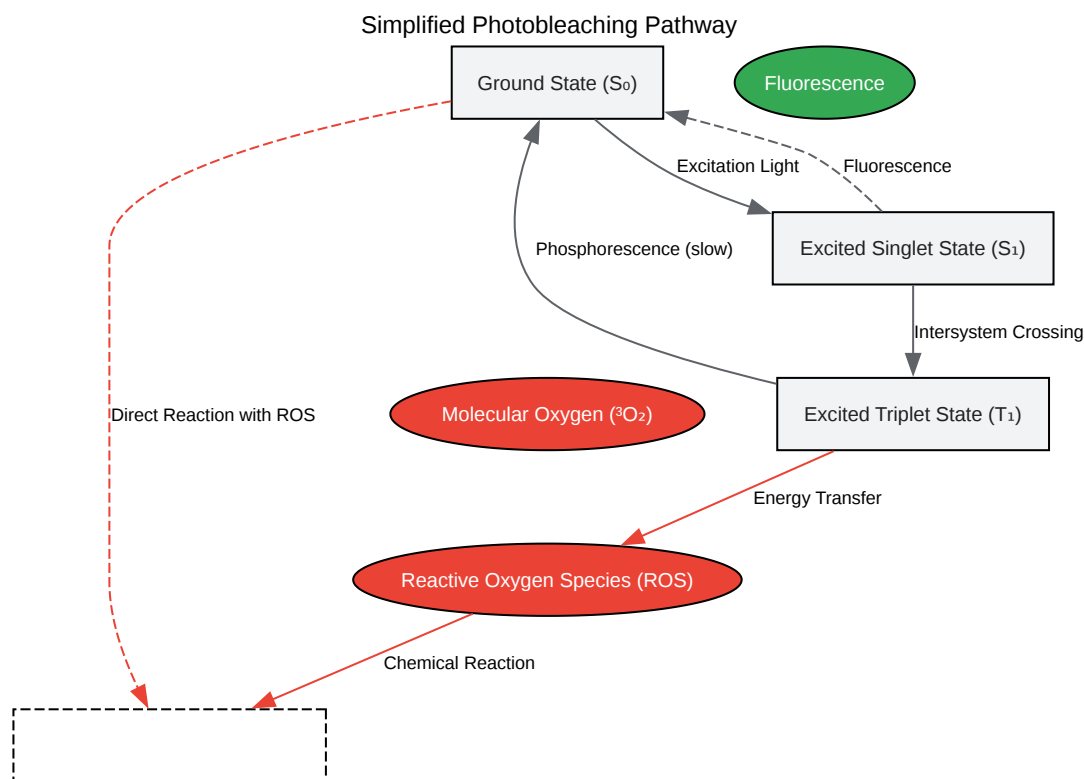 Simplified Photobleaching Pathway
Ground State (S₀)
Fluorescence
Excitation Light
Fluorescence
Phosphorescence (slow)
Excited Singlet State (S₁)
Intersystem Crossing
Direct Reaction with ROS
Molecular Oxygen (³O₂)
Excited Triplet State (T₁)
Energy Transfer
Reactive Oxygen Species (ROS)
Chemical Reaction